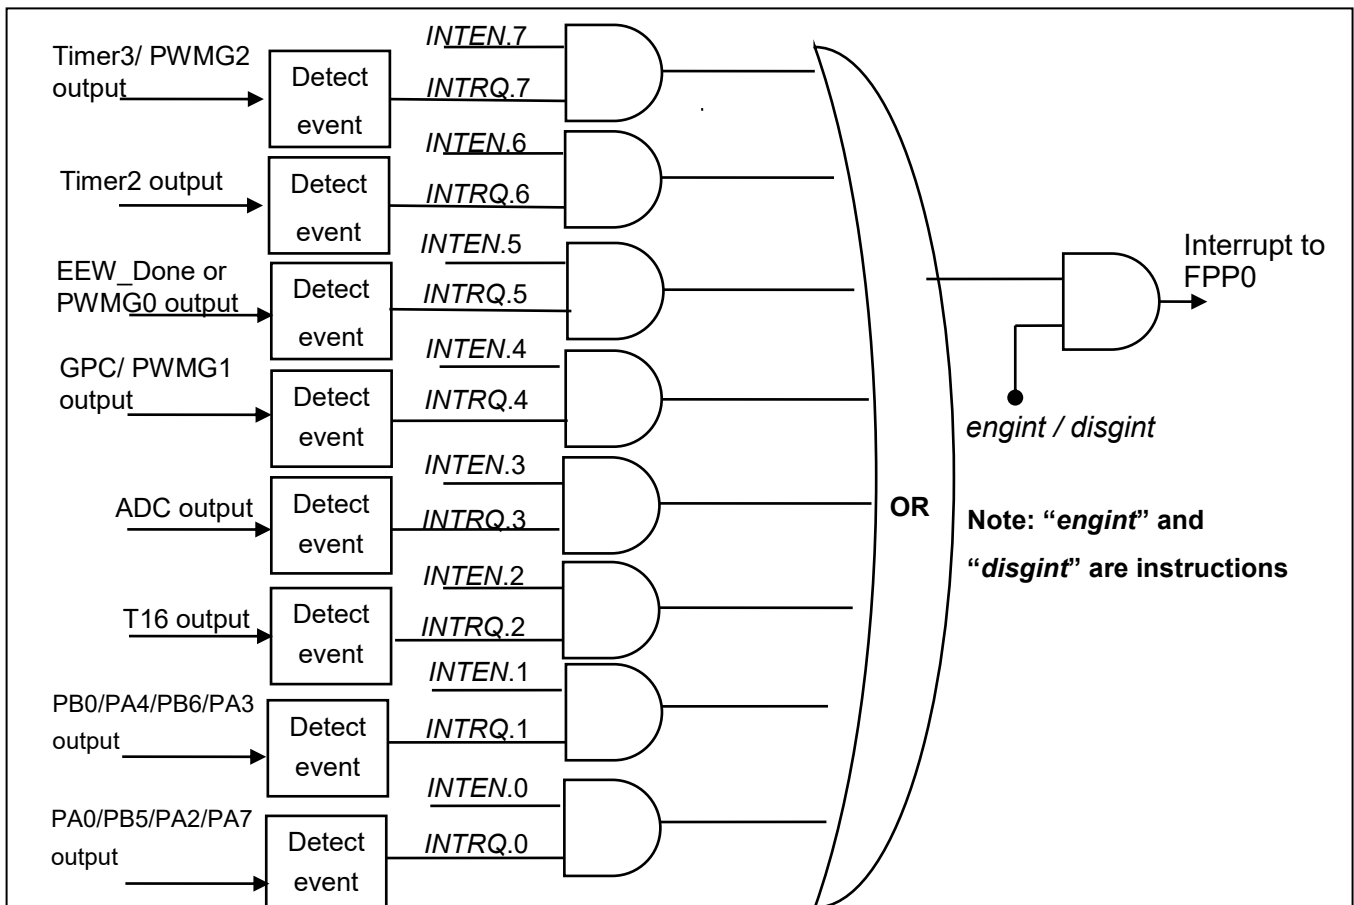 Timer3/ PWMG2
output
Detect
event
INTEN.7
INTRQ.7
Timer2 output
Detect
event
INTEN.6
INTRQ.6
EEW_Done or
PWMG0 output
Detect
event
INTEN.5
INTRQ.5
GPC/ PWMG1
output
Detect
event
INTEN.4
INTRQ.4
ADC output
Detect
event
INTEN.3
INTRQ.3
T16 output
Detect
event
INTEN.2
INTRQ.2
PB0/PA4/PB6/PA3
output
Detect
event
INTEN.1
INTRQ.1
PA0/PB5/PA2/PA7
output
Detect
event
INTEN.0
INTRQ.0
OR
Interrupt to
FPP0
engint / disgint
Note: “engint” and
“disgint” are instructions